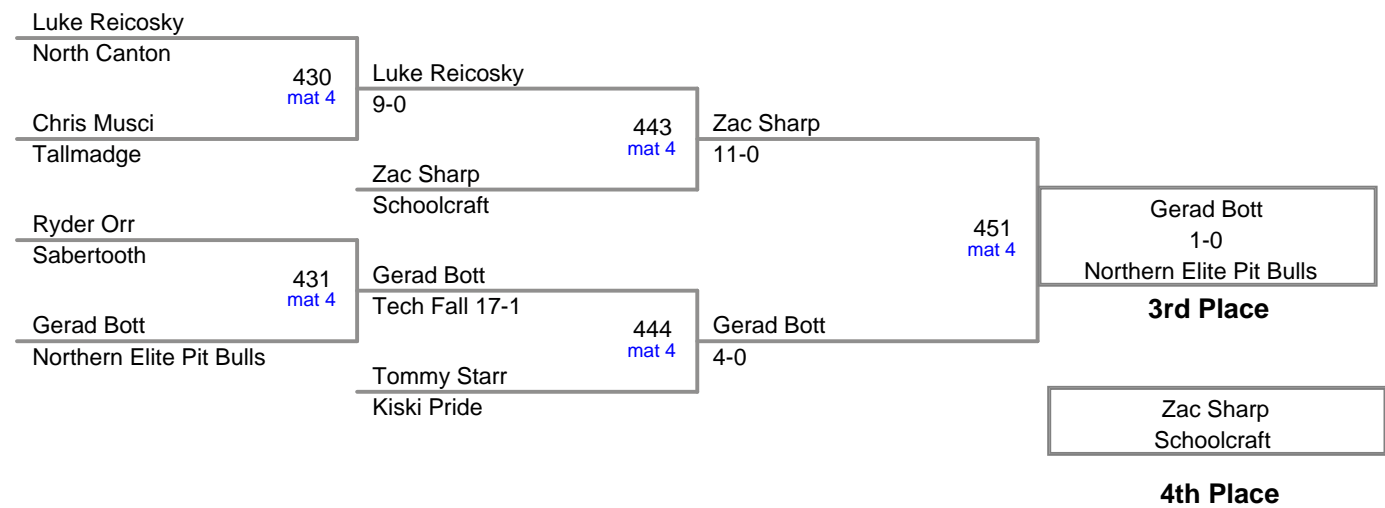 Luke Reicosky
North Canton
430
mat 4
Chris Musci
Tallmadge
Ryder Orr
Sabertooth
431
mat 4
Gerad Bott
Northern Elite Pit Bulls
Luke Reicosky
9-0
443
mat 4
Zac Sharp
Schoolcraft
Gerad Bott
Tech Fall 17-1
444
mat 4
Tommy Starr
Kiski Pride
Zac Sharp
11-0
451
mat 4
Gerad Bott
4-0
Gerad Bott
1-0
Northern Elite Pit Bulls
3rd Place
Zac Sharp
Schoolcraft
4th Place